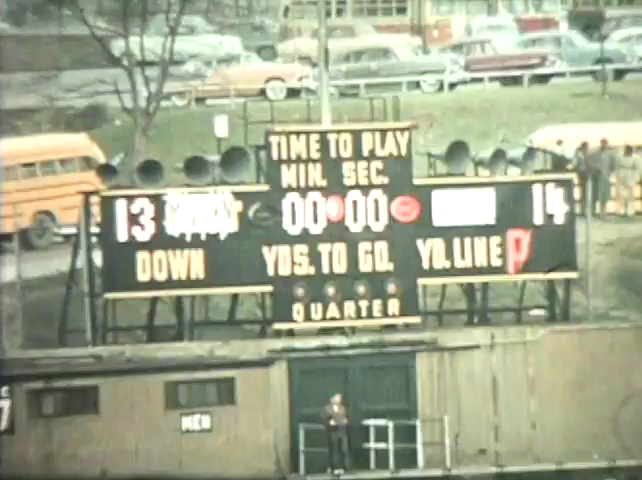 TIME TO PLAY
MIN. SEC.
13 00 00 14
DOWN YDS. TO GO. YD. LINE P
QUARTER
MEN